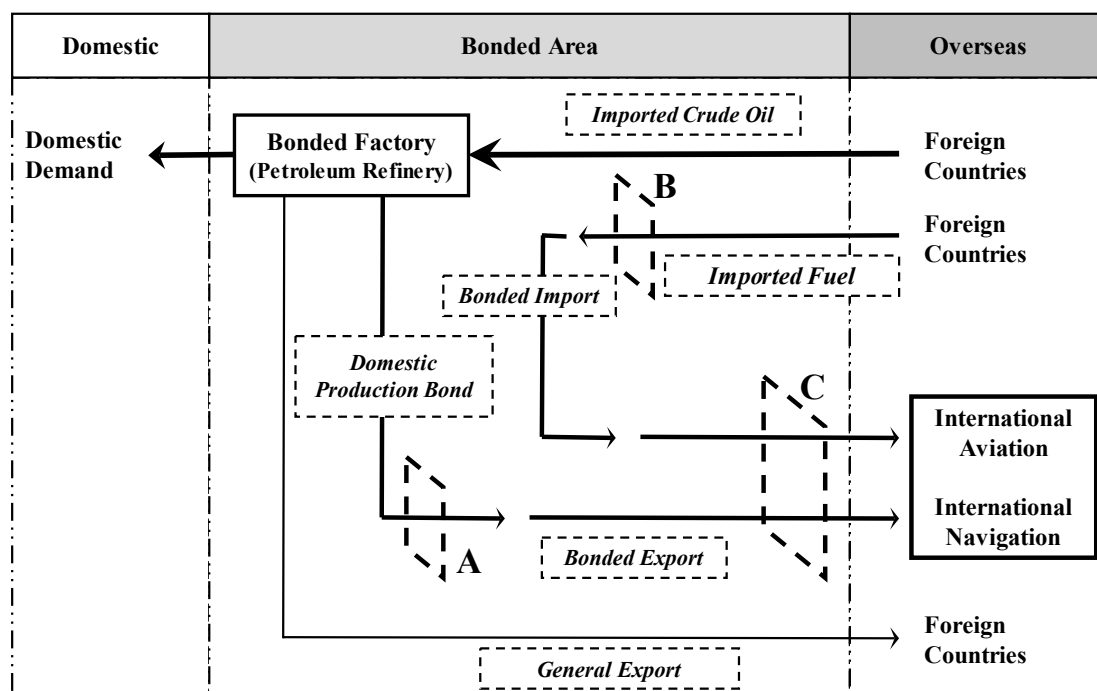 Domestic
Bonded Area
Overseas
Imported Crude Oil
Domestic
Demand
Bonded Factory
(Petroleum Refinery)
Foreign
Countries
B
Foreign
Countries
Bonded Import
Imported Fuel
Domestic
Production Bond
C
International
Aviation
International
Navigation
A
Bonded Export
Foreign
Countries
General Export